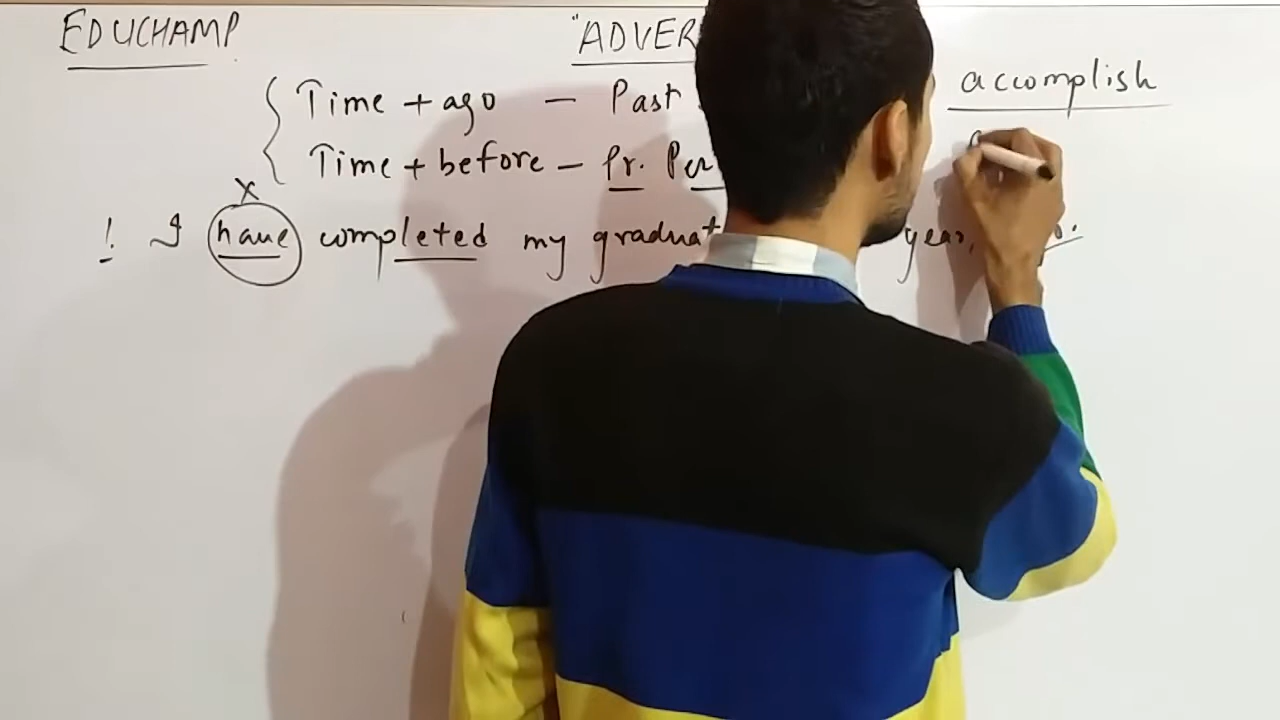 EDUCHAMP
"ADVER
Time + ago — Past
accomplish
Time + before — Pr. Per
! I have completed my graduat year,
x